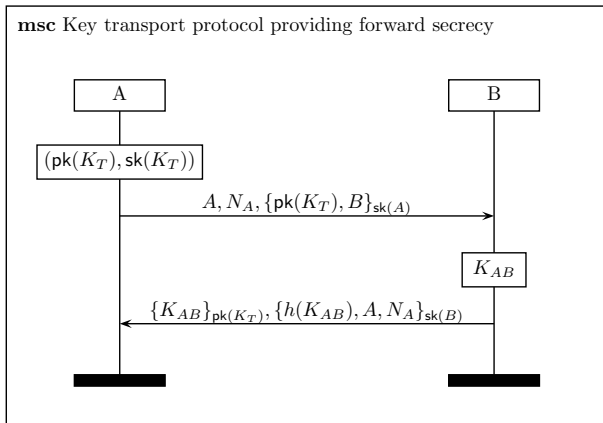 msc Key transport protocol providing forward secrecy
A
B
(pk(K_T), sk(K_T))
A, N_A, {pk(K_T), B}_sk(A)
K_AB
{K_AB}_pk(K_T), {h(K_AB), A, N_A}_sk(B)